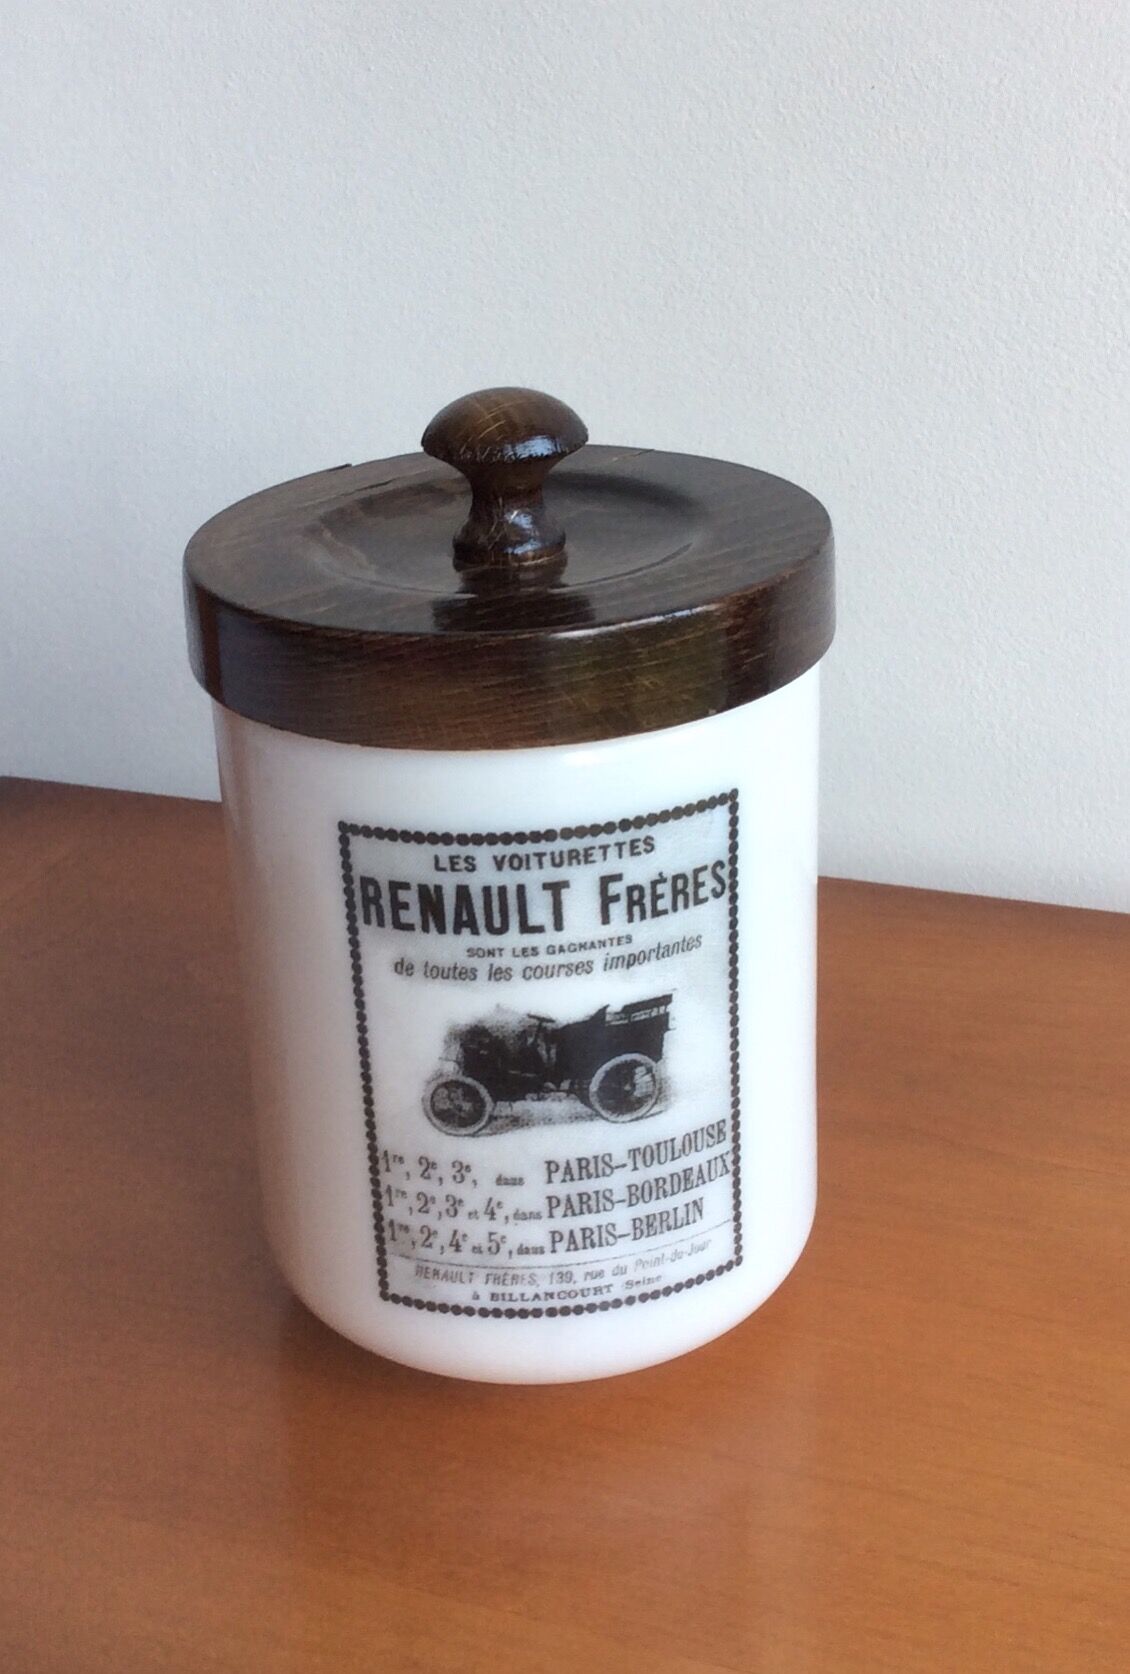 LES VOITURETTES
RENAULT FRÈRES
SONT LES GAGNANTES
de toutes les courses importantes
1re, 2e, 3e, dans PARIS–TOULOUSE
1re, 2e, 3e et 4e, dans PARIS–BORDEAUX
1re, 2e, 4e et 5e, dans PARIS–BERLIN
RENAULT FRÈRES, 139, rue du Point-du-Jour
à BILLANCOURT (Seine